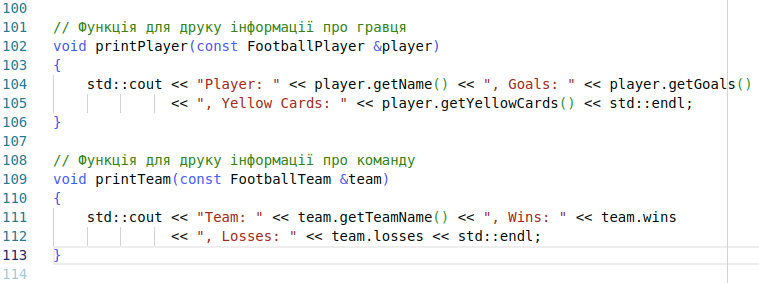 100
101 // Функція для друку інформації про гравця
102 void printPlayer(const FootballPlayer &player)
103 {
104     std::cout << "Player: " << player.getName() << ", Goals: " << player.getGoals()
105               << ", Yellow Cards: " << player.getYellowCards() << std::endl;
106 }
107
108 // Функція для друку інформації про команду
109 void printTeam(const FootballTeam &team)
110 {
111     std::cout << "Team: " << team.getTeamName() << ", Wins: " << team.wins
112               << ", Losses: " << team.losses << std::endl;
113 }
114